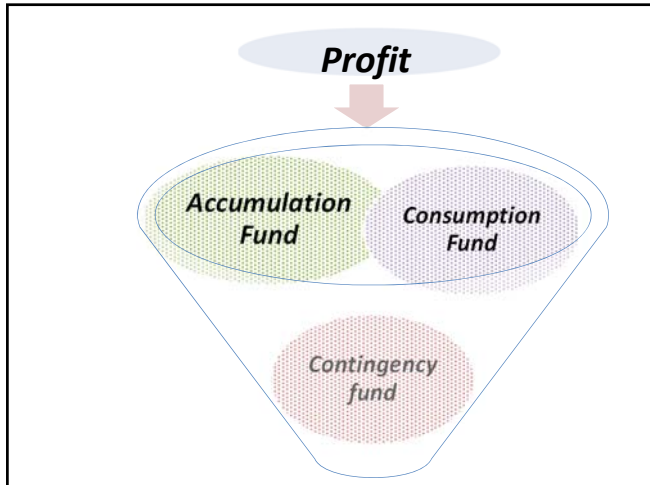 Profit
Accumulation
Fund
Consumption
Fund
Contingency
fund